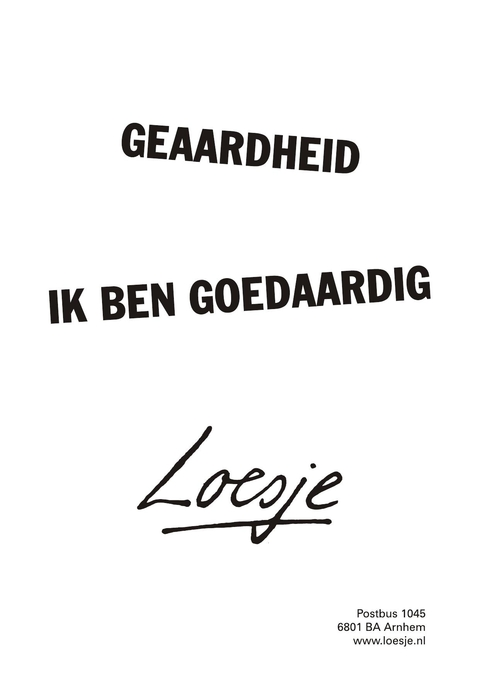 GEAARDHEID
IK BEN GOEDAARDIG
Loesje
Postbus 1045
6801 BA Arnhem
www.loesje.nl